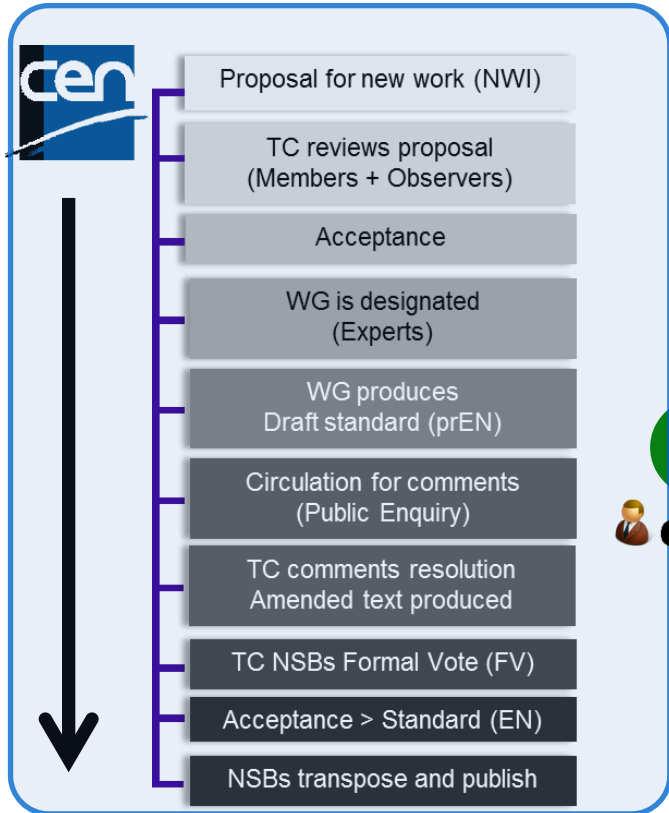 cen
Proposal for new work (NWI)
TC reviews proposal
(Members + Observers)
Acceptance
WG is designated
(Experts)
WG produces
Draft standard (prEN)
Circulation for comments
(Public Enquiry)
TC comments resolution
Amended text produced
TC NSBs Formal Vote (FV)
Acceptance > Standard (EN)
NSBs transpose and publish